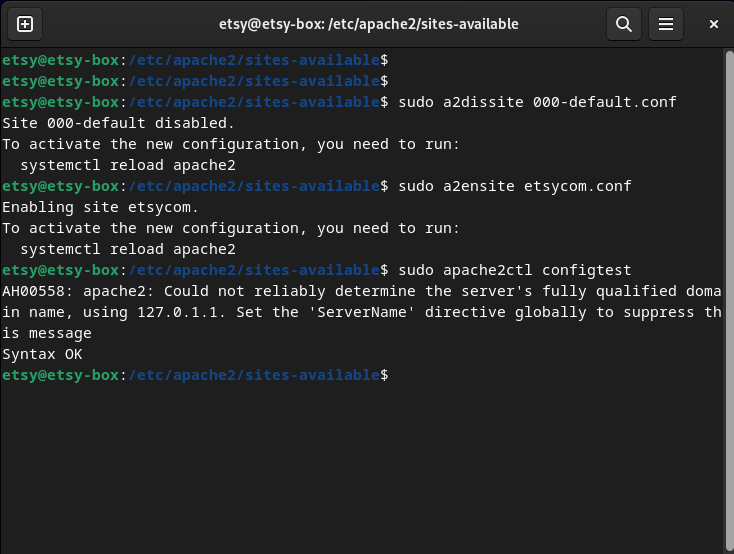 etsy@etsy-box: /etc/apache2/sites-available
etsy@etsy-box:/etc/apache2/sites-available$
etsy@etsy-box:/etc/apache2/sites-available$
etsy@etsy-box:/etc/apache2/sites-available$ sudo a2dissite 000-default.conf
Site 000-default disabled.
To activate the new configuration, you need to run:
  systemctl reload apache2
etsy@etsy-box:/etc/apache2/sites-available$ sudo a2ensite etsycom.conf
Enabling site etsycom.
To activate the new configuration, you need to run:
  systemctl reload apache2
etsy@etsy-box:/etc/apache2/sites-available$ sudo apache2ctl configtest
AH00558: apache2: Could not reliably determine the server's fully qualified doma
in name, using 127.0.1.1. Set the 'ServerName' directive globally to suppress th
is message
Syntax OK
etsy@etsy-box:/etc/apache2/sites-available$